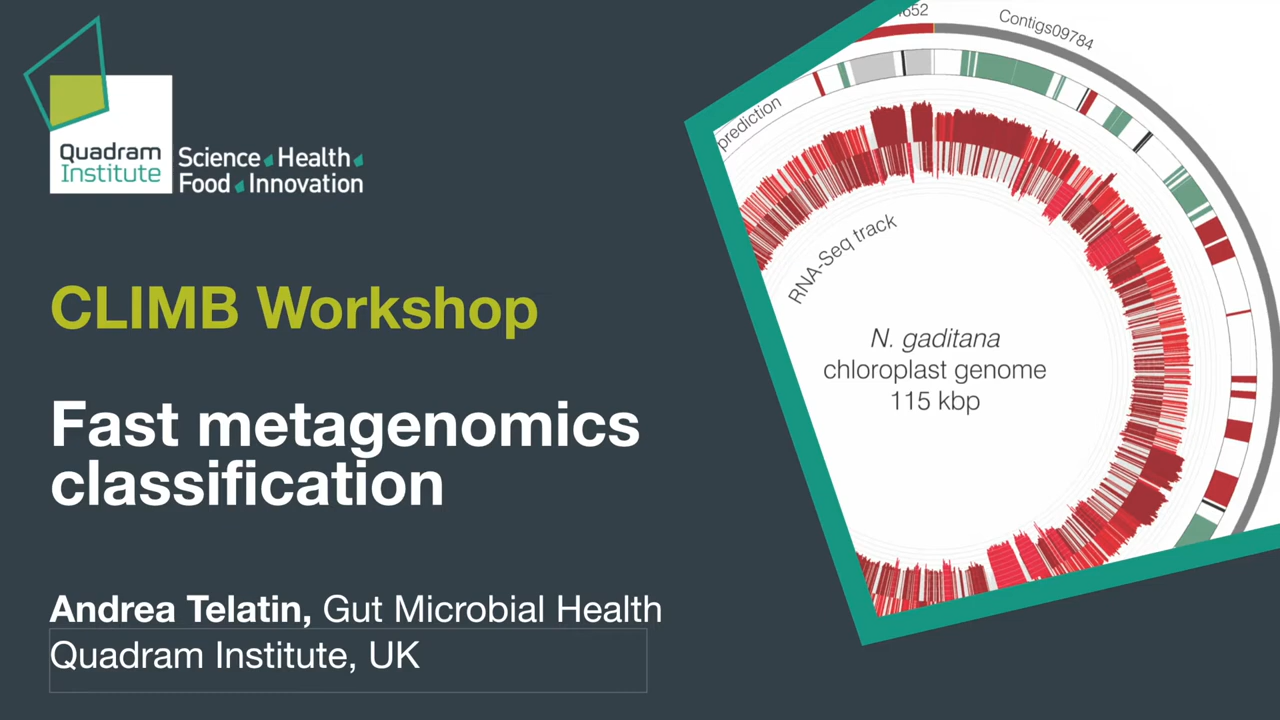 Quadram
Institute
Science Health
Food Innovation
CLIMB Workshop
Fast metagenomics
classification
Andrea Telatin, Gut Microbial Health
Quadram Institute, UK
Contigs09784
prediction
RNA-Seq track
N. gaditana
chloroplast genome
115 kbp